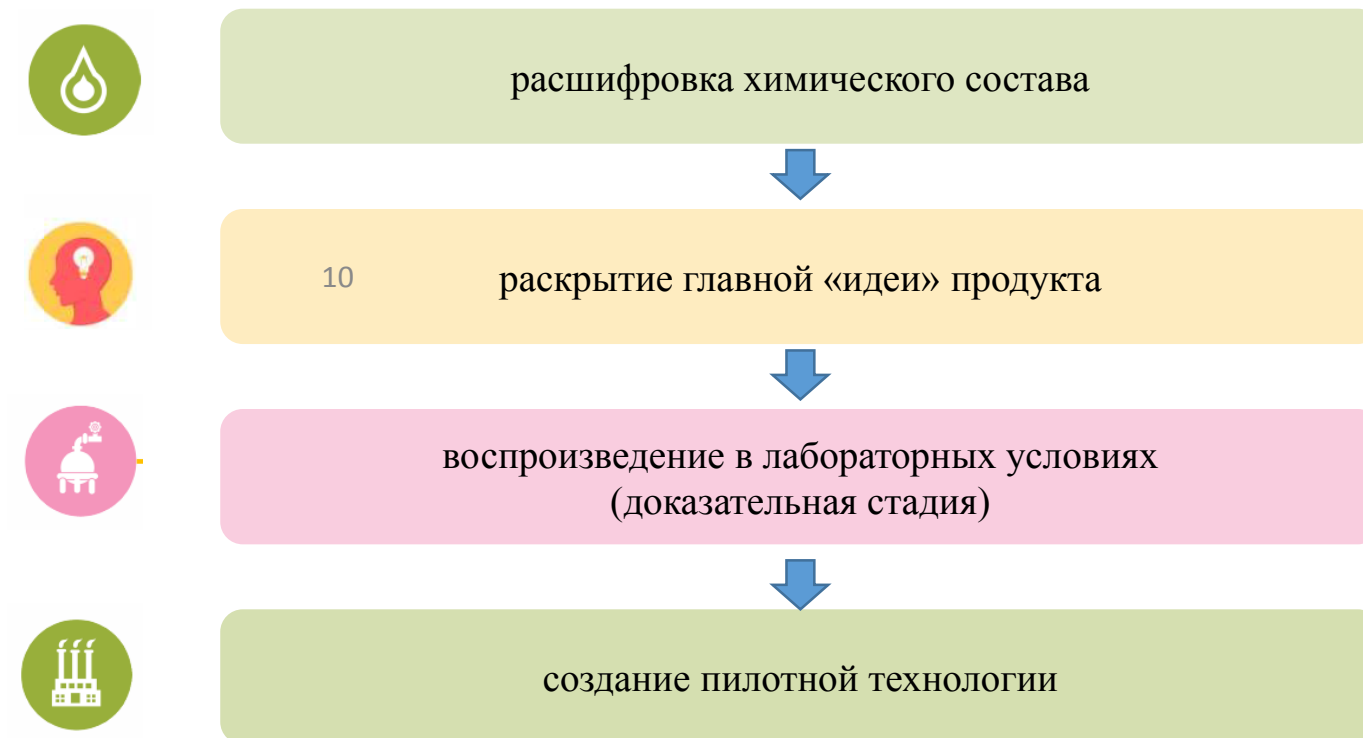 расшифровка химического состава
10
раскрытие главной «идеи» продукта
воспроизведение в лабораторных условиях
(доказательная стадия)
создание пилотной технологии